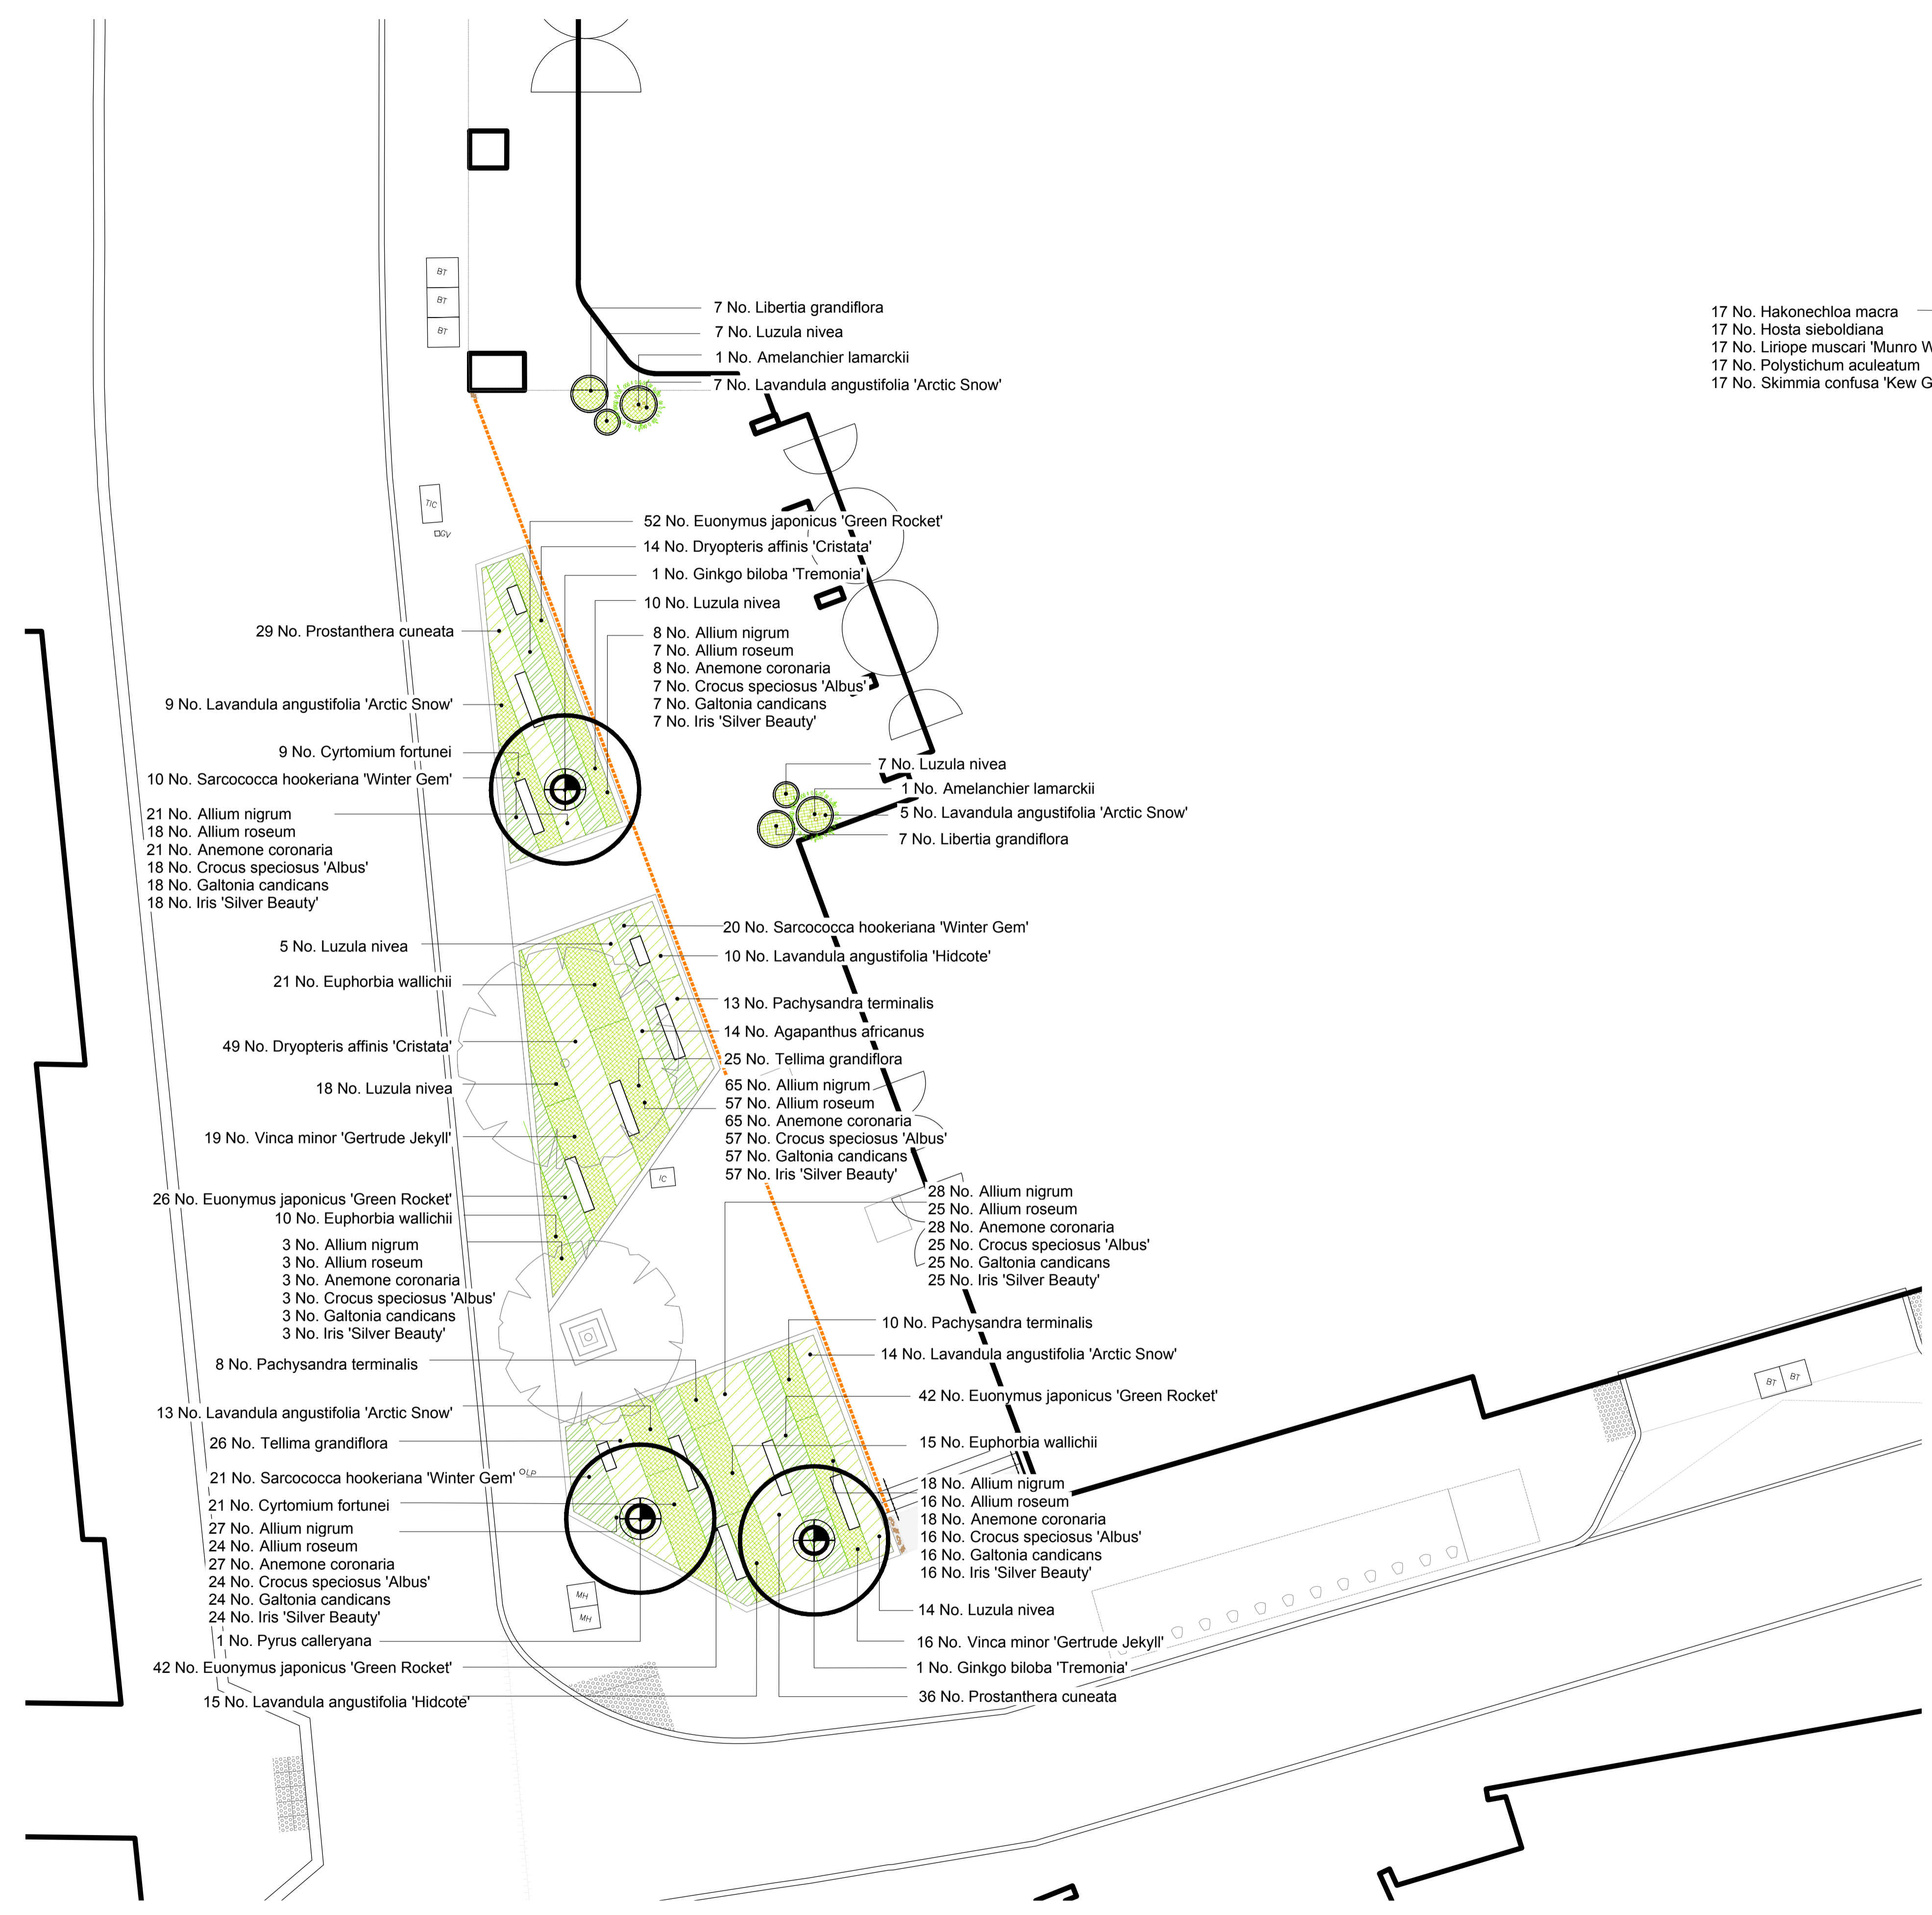 BT
BT
BT
7 No. Libertia grandiflora
7 No. Luzula nivea
1 No. Amelanchier lamarckii
7 No. Lavandula angustifolia 'Arctic Snow'
17 No. Hakonechloa macra
17 No. Hosta sieboldiana
17 No. Liriope muscari 'Munro W
17 No. Polystichum aculeatum
17 No. Skimmia confusa 'Kew G
TIC
GV
52 No. Euonymus japonicus 'Green Rocket'
14 No. Dryopteris affinis 'Cristata'
1 No. Ginkgo biloba 'Tremonia'
10 No. Luzula nivea
8 No. Allium nigrum
7 No. Allium roseum
8 No. Anemone coronaria
7 No. Crocus speciosus 'Albus'
7 No. Galtonia candicans
7 No. Iris 'Silver Beauty'
29 No. Prostanthera cuneata
9 No. Lavandula angustifolia 'Arctic Snow'
9 No. Cyrtomium fortunei
10 No. Sarcococca hookeriana 'Winter Gem'
21 No. Allium nigrum
18 No. Allium roseum
21 No. Anemone coronaria
18 No. Crocus speciosus 'Albus'
18 No. Galtonia candicans
18 No. Iris 'Silver Beauty'
7 No. Luzula nivea
1 No. Amelanchier lamarckii
5 No. Lavandula angustifolia 'Arctic Snow'
7 No. Libertia grandiflora
5 No. Luzula nivea
21 No. Euphorbia wallichii
49 No. Dryopteris affinis 'Cristata'
18 No. Luzula nivea
19 No. Vinca minor 'Gertrude Jekyll'
26 No. Euonymus japonicus 'Green Rocket'
10 No. Euphorbia wallichii
3 No. Allium nigrum
3 No. Allium roseum
3 No. Anemone coronaria
3 No. Crocus speciosus 'Albus'
3 No. Galtonia candicans
3 No. Iris 'Silver Beauty'
20 No. Sarcococca hookeriana 'Winter Gem'
10 No. Lavandula angustifolia 'Hidcote'
13 No. Pachysandra terminalis
14 No. Agapanthus africanus
25 No. Tellima grandiflora
65 No. Allium nigrum
57 No. Allium roseum
65 No. Anemone coronaria
57 No. Crocus speciosus 'Albus'
57 No. Galtonia candicans
57 No. Iris 'Silver Beauty'
IC
28 No. Allium nigrum
25 No. Allium roseum
28 No. Anemone coronaria
25 No. Crocus speciosus 'Albus'
25 No. Galtonia candicans
25 No. Iris 'Silver Beauty'
10 No. Pachysandra terminalis
14 No. Lavandula angustifolia 'Arctic Snow'
42 No. Euonymus japonicus 'Green Rocket'
15 No. Euphorbia wallichii
18 No. Allium nigrum
16 No. Allium roseum
18 No. Anemone coronaria
16 No. Crocus speciosus 'Albus'
16 No. Galtonia candicans
16 No. Iris 'Silver Beauty'
14 No. Luzula nivea
16 No. Vinca minor 'Gertrude Jekyll'
1 No. Ginkgo biloba 'Tremonia'
36 No. Prostanthera cuneata
8 No. Pachysandra terminalis
13 No. Lavandula angustifolia 'Arctic Snow'
26 No. Tellima grandiflora
21 No. Sarcococca hookeriana 'Winter Gem'
LP
21 No. Cyrtomium fortunei
27 No. Allium nigrum
24 No. Allium roseum
27 No. Anemone coronaria
24 No. Crocus speciosus 'Albus'
24 No. Galtonia candicans
24 No. Iris 'Silver Beauty'
1 No. Pyrus calleryana
42 No. Euonymus japonicus 'Green Rocket'
15 No. Lavandula angustifolia 'Hidcote'
MH
MH
BT
BT